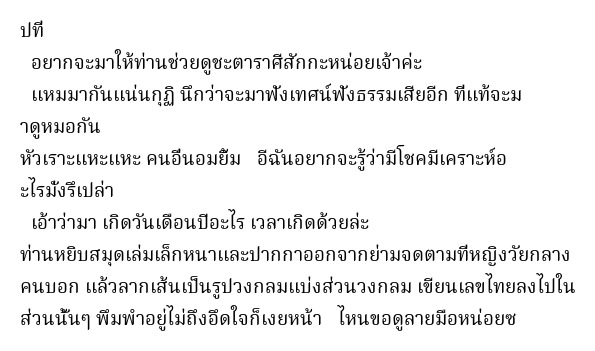 ปที
อยากจะมาให้ท่านช่วยดูชะตาราศีสักกะหน่อยเจ้าค่ะ
แหมมากันแน่นกุฏิ นึกว่าจะมาฟังเทศน์ฟังธรรมเสียอีก ที่แท้จะม
าดูหมอกัน
หัวเราะแหะแหะ คนอื่นอมยิ้ม อีฉันอยากจะรู้ว่ามีโชคมีเคราะห์อ
ะไรมั่งรึเปล่า
เอ้าว่ามา เกิดวันเดือนปีอะไร เวลาเกิดด้วยล่ะ
ท่านหยิบสมุดเล่มเล็กหนาและปากกาออกจากย่ามจดตามที่หญิงวัยกลาง
คนบอก แล้วลากเส้นเป็นรูปวงกลมแบ่งส่วนวงกลม เขียนเลขไทยลงไปใน
ส่วนนั้นๆ พึมพำอยู่ไม่ถึงอึดใจก็เงยหน้า ไหนขอดูลายมือหน่อยซ